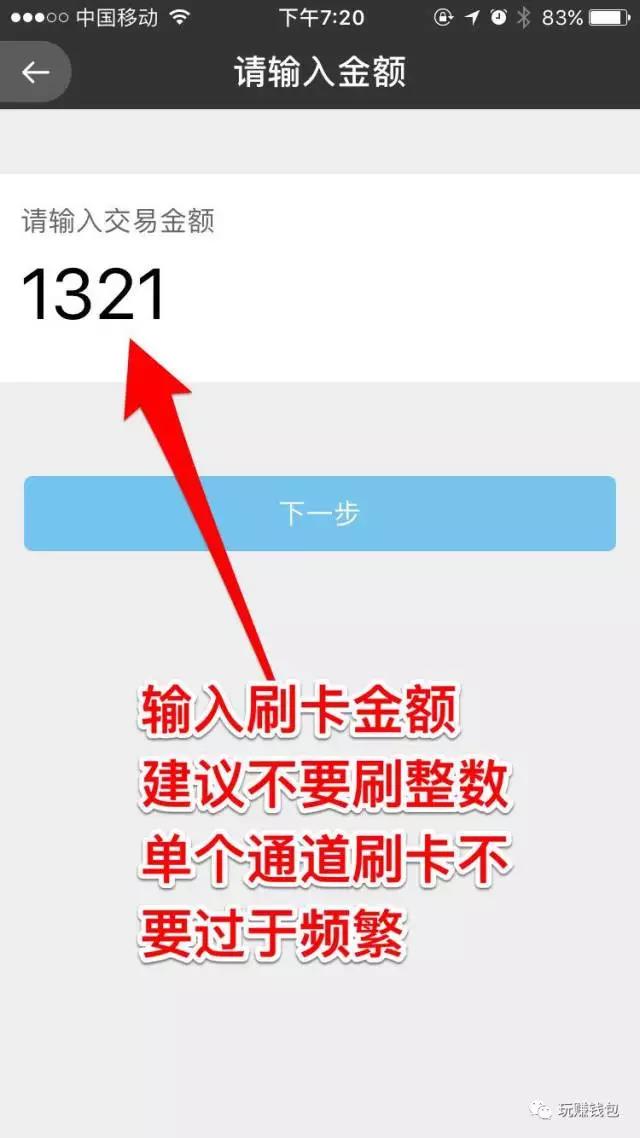 中国移动 下午7:20 83%
请输入金额
请输入交易金额
1321
下一步
输入刷卡金额
建议不要刷整数
单个通道刷卡不
要过于频繁
玩赚钱包